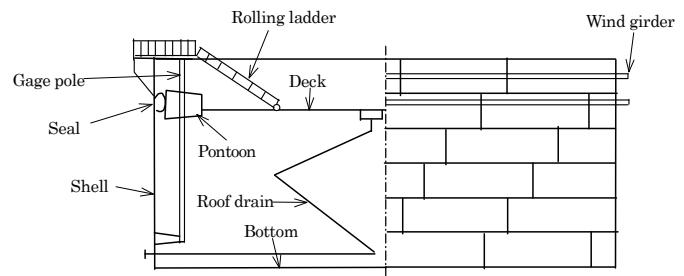 Rolling ladder
Wind girder
Gage pole
Deck
Seal
Pontoon
Shell
Roof drain
Bottom